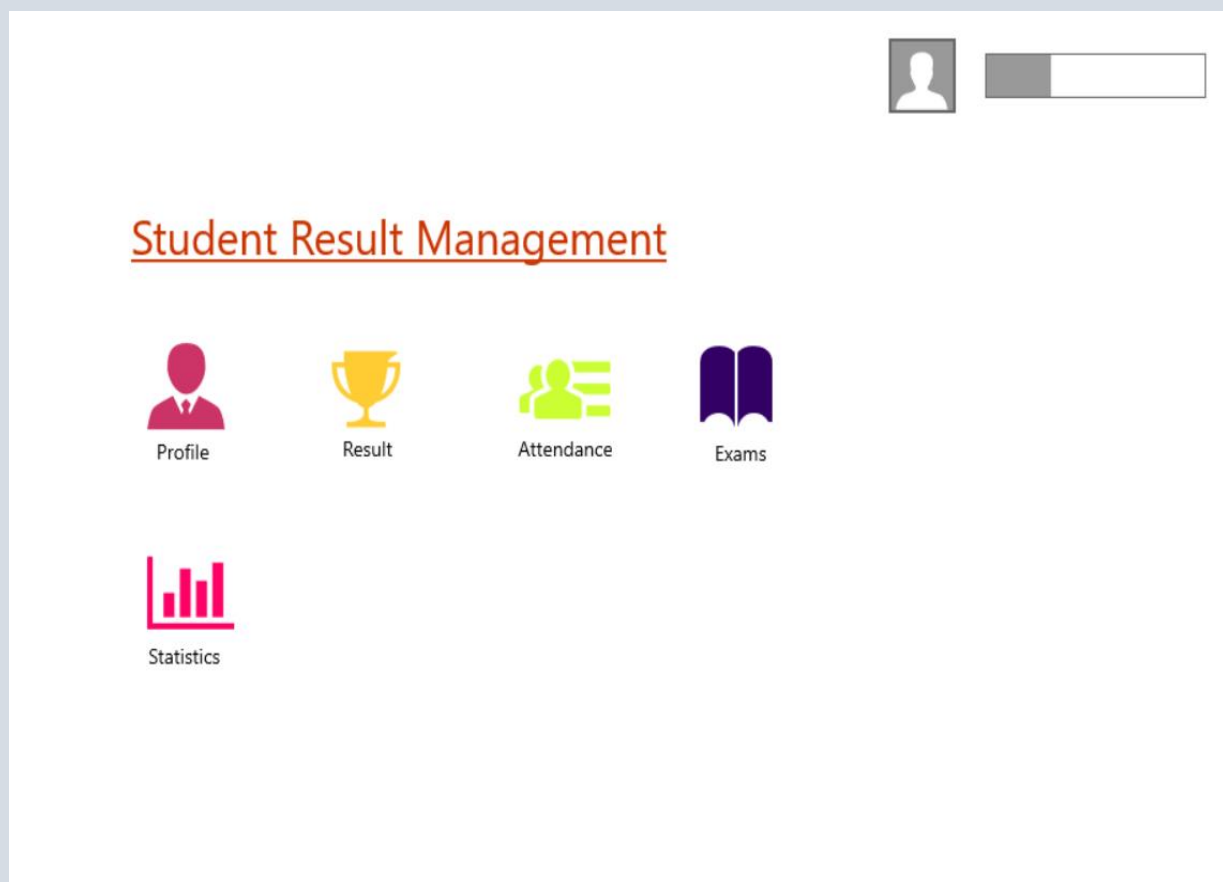 Student Result Management
Profile
Result
Attendance
Exams
Statistics